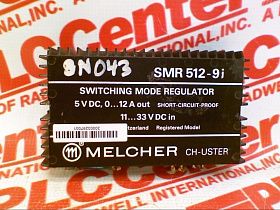 SN043
SMR 512-9i
SWITCHING MODE REGULATOR
5 V DC, 0...12 A out SHORT-CIRCUIT-PROOF
11...33 V DC in
Switzerland Registered Model
MELCHER CH-USTER